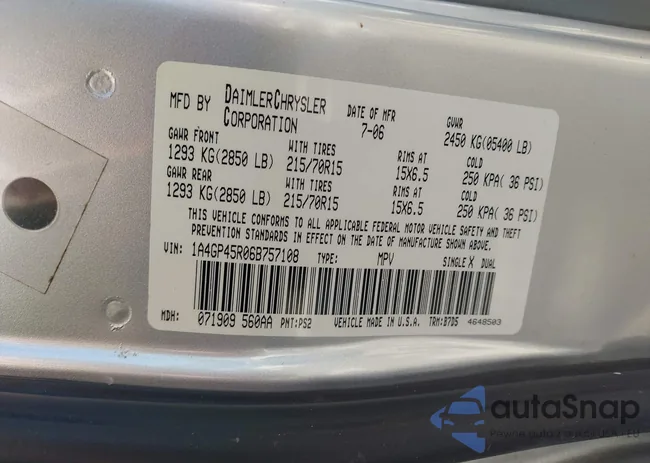 MFD BY DAIMLERCHRYSLER CORPORATION DATE OF MFR 7-06 GVWR 2450 KG(05400 LB)
GAWR FRONT WITH TIRES RIMS AT COLD
1293 KG(2850 LB) 215/70R15 15X6.5 250 KPA( 36 PSI)
GAWR REAR WITH TIRES RIMS AT COLD
1293 KG(2850 LB) 215/70R15 15X6.5 250 KPA( 36 PSI)
THIS VEHICLE CONFORMS TO ALL APPLICABLE FEDERAL MOTOR VEHICLE SAFETY AND THEFT
PREVENTION STANDARDS IN EFFECT ON THE DATE OF MANUFACTURE SHOWN ABOVE.
VIN: 1A4GP45R06B757108 TYPE: MPV SINGLE X DUAL
MDH: 071909 560AA PNT:PS2 VEHICLE MADE IN U.S.A. TRM:B7D5 4648503
autoSnap